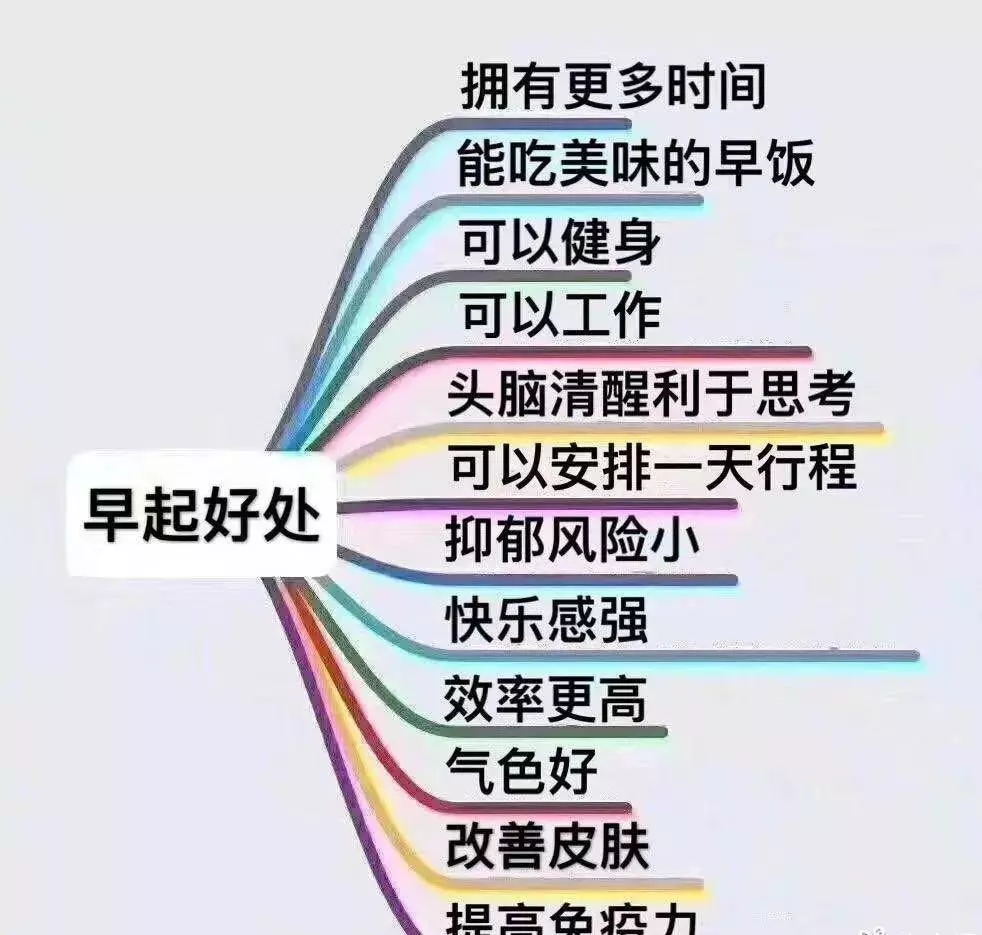 拥有更多时间
能吃美味的早饭
可以健身
可以工作
头脑清醒利于思考
可以安排一天行程
早起好处
抑郁风险小
快乐感强
效率更高
气色好
改善皮肤
提高免疫力